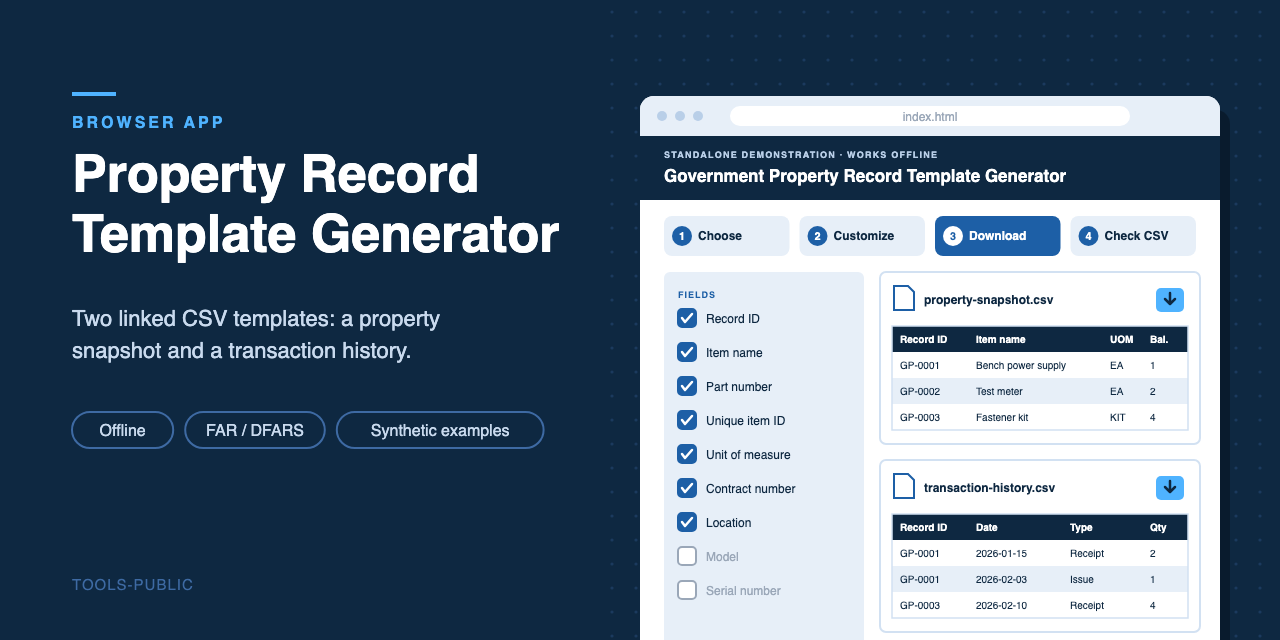 BROWSER APP
Property Record
Template Generator
Two linked CSV templates: a property
snapshot and a transaction history.
Offline
FAR / DFARS
Synthetic examples
TOOLS-PUBLIC
index.html
STANDALONE DEMONSTRATION · WORKS OFFLINE
Government Property Record Template Generator
1 Choose
2 Customize
3 Download
4 Check CSV
FIELDS
Record ID
Item name
Part number
Unique item ID
Unit of measure
Contract number
Location
Model
Serial number
property-snapshot.csv
Record ID Item name UOM Bal.
GP-0001 Bench power supply EA 1
GP-0002 Test meter EA 2
GP-0003 Fastener kit KIT 4
transaction-history.csv
Record ID Date Type Qty
GP-0001 2026-01-15 Receipt 2
GP-0001 2026-02-03 Issue 1
GP-0003 2026-02-10 Receipt 4